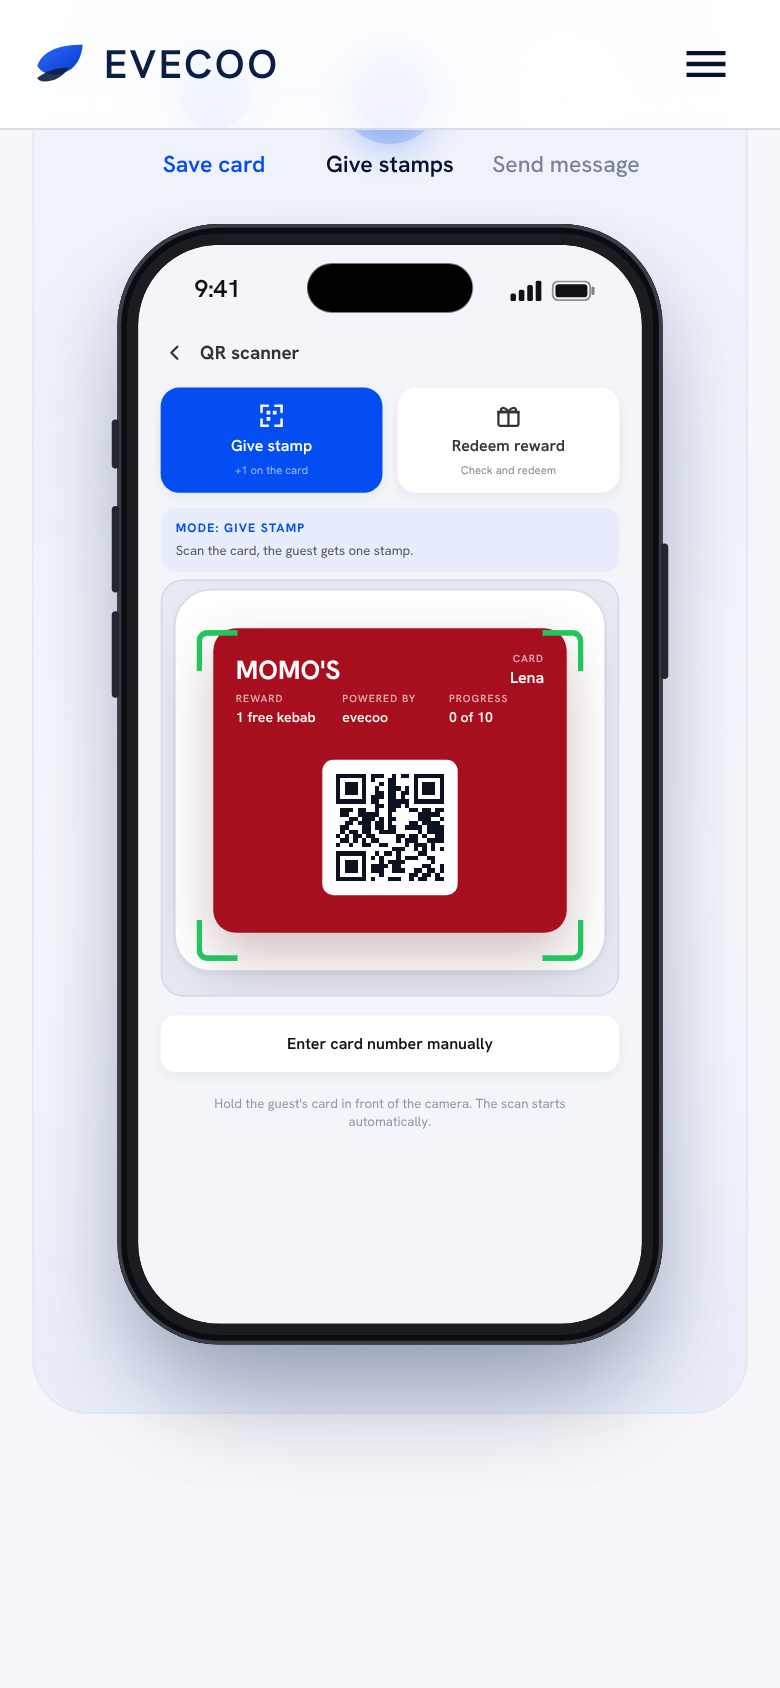 EVECOO
Save card
Give stamps
Send message
9:41
QR scanner
Give stamp
+1 on the card
Redeem reward
Check and redeem
MODE: GIVE STAMP
Scan the card, the guest gets one stamp.
MOMO'S
CARD
Lena
REWARD
1 free kebab
POWERED BY
evecoo
PROGRESS
0 of 10
Enter card number manually
Hold the guest's card in front of the camera. The scan starts
automatically.